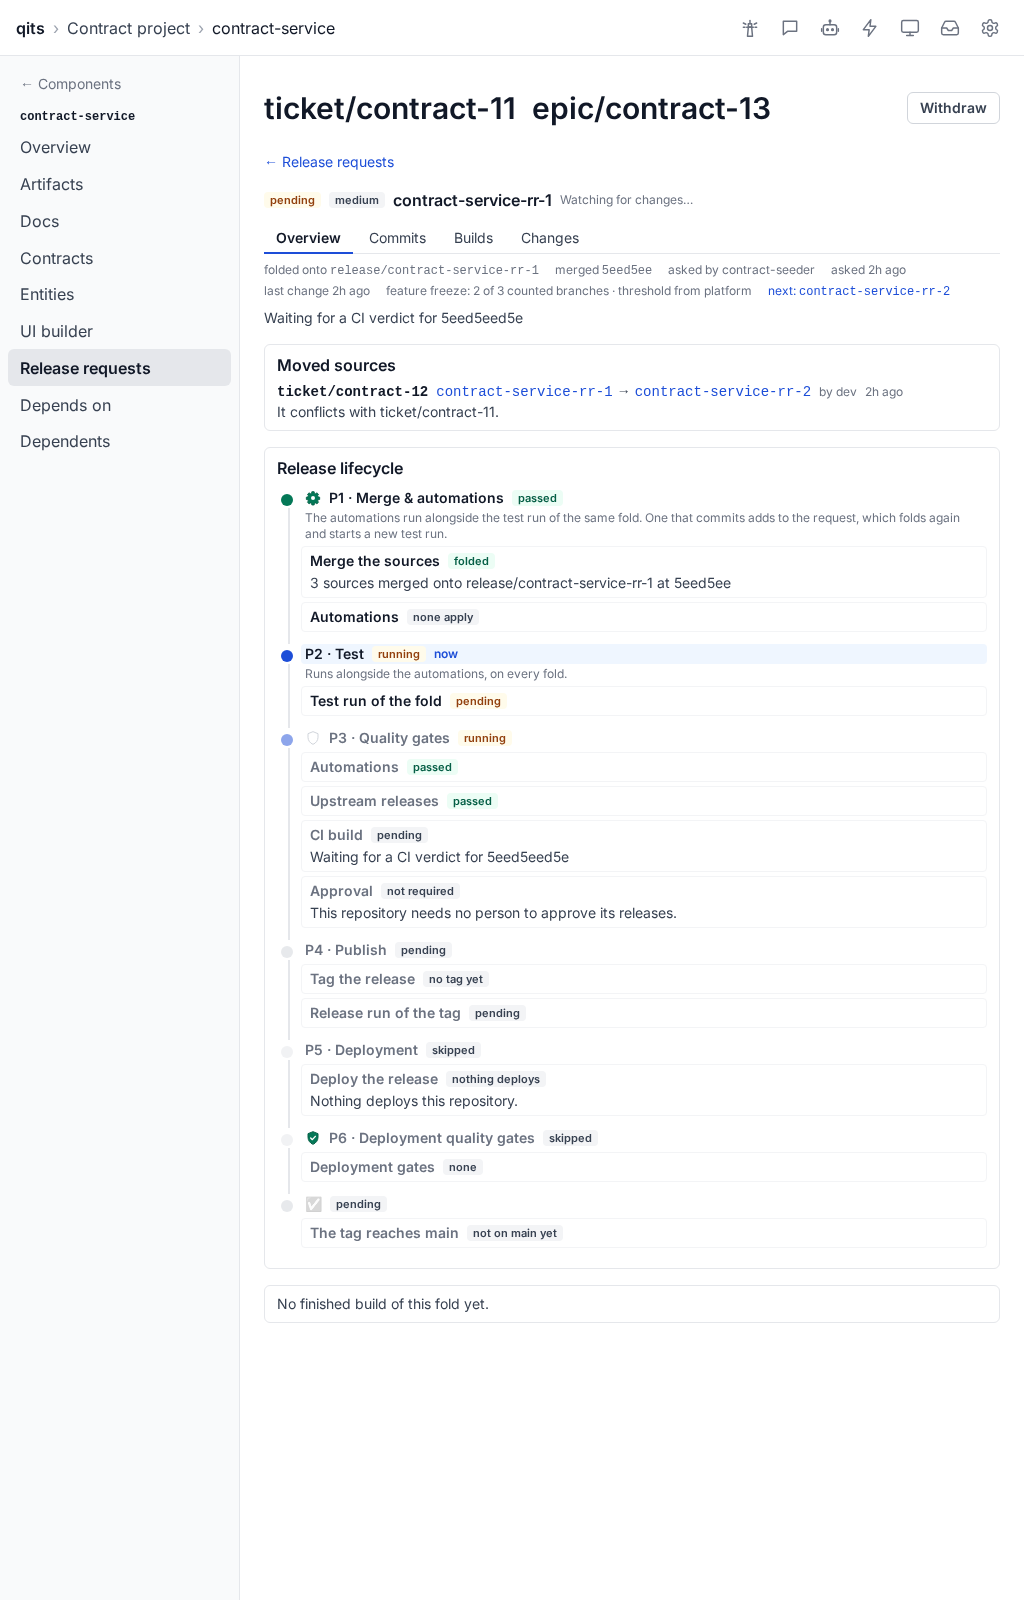 qits › Contract project › contract-service
← Components
contract-service
Overview
Artifacts
Docs
Contracts
Entities
UI builder
Release requests
Depends on
Dependents
ticket/contract-11 epic/contract-13
Withdraw
← Release requests
pending medium contract-service-rr-1 Watching for changes…
Overview Commits Builds Changes
folded onto release/contract-service-rr-1 merged 5eed5ee asked by contract-seeder asked 2h ago
last change 2h ago feature freeze: 2 of 3 counted branches · threshold from platform next: contract-service-rr-2
Waiting for a CI verdict for 5eed5eed5e
Moved sources
ticket/contract-12 contract-service-rr-1 → contract-service-rr-2 by dev 2h ago
It conflicts with ticket/contract-11.
Release lifecycle
P1 · Merge & automations passed
The automations run alongside the test run of the same fold. One that commits adds to the request, which folds again
and starts a new test run.
Merge the sources folded
3 sources merged onto release/contract-service-rr-1 at 5eed5ee
Automations none apply
P2 · Test running now
Runs alongside the automations, on every fold.
Test run of the fold pending
P3 · Quality gates running
Automations passed
Upstream releases passed
CI build pending
Waiting for a CI verdict for 5eed5eed5e
Approval not required
This repository needs no person to approve its releases.
P4 · Publish pending
Tag the release no tag yet
Release run of the tag pending
P5 · Deployment skipped
Deploy the release nothing deploys
Nothing deploys this repository.
P6 · Deployment quality gates skipped
Deployment gates none
pending
The tag reaches main not on main yet
No finished build of this fold yet.